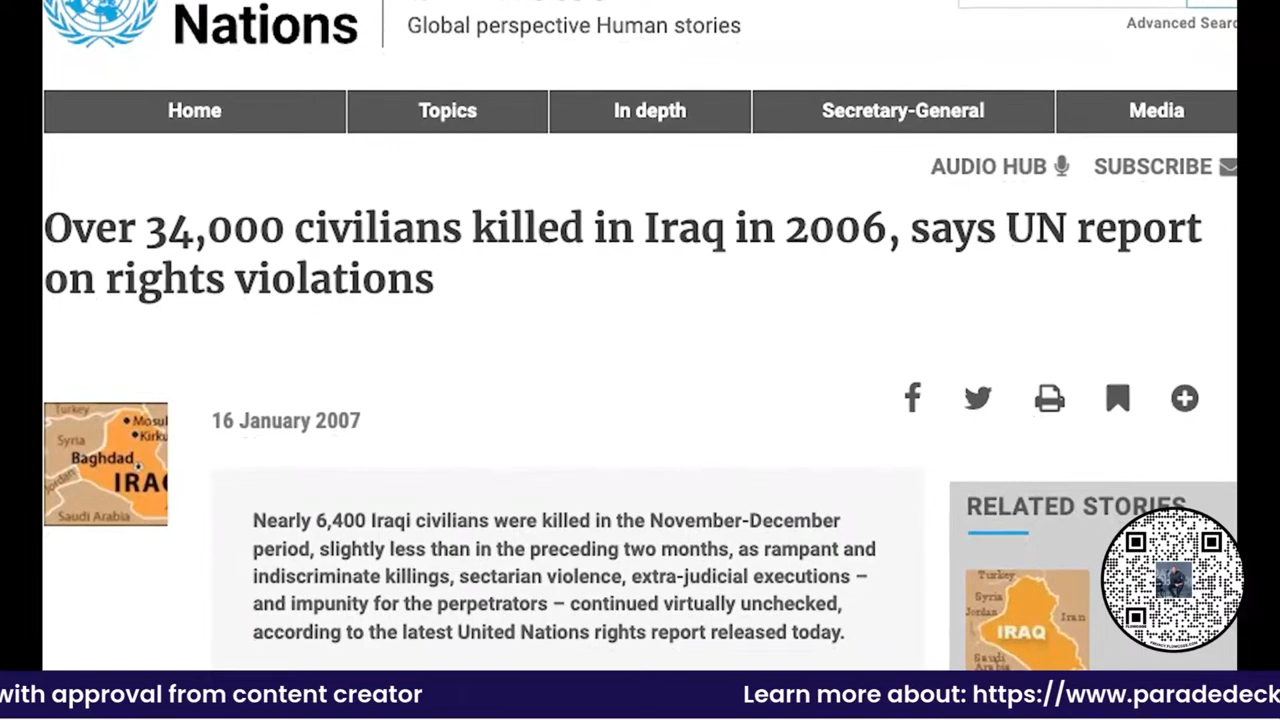 Nations
Global perspective Human stories
Home
Topics
In depth
Secretary-General
Media
AUDIO HUB
SUBSCRIBE
Over 34,000 civilians killed in Iraq in 2006, says UN report
on rights violations
Turkey
Mosul
Kirku
Syria
Baghdad
Jordan
IRA
Saudi Arabia
16 January 2007
Nearly 6,400 Iraqi civilians were killed in the November-December
period, slightly less than in the preceding two months, as rampant and
indiscriminate killings, sectarian violence, extra-judicial executions –
and impunity for the perpetrators – continued virtually unchecked,
according to the latest United Nations rights report released today.
RELATED STORIES
Turkey
Syria
Jordan
Iran
IRAQ
Saudi
Arabia
with approval from content creator
Learn more about: https://www.paradedeck